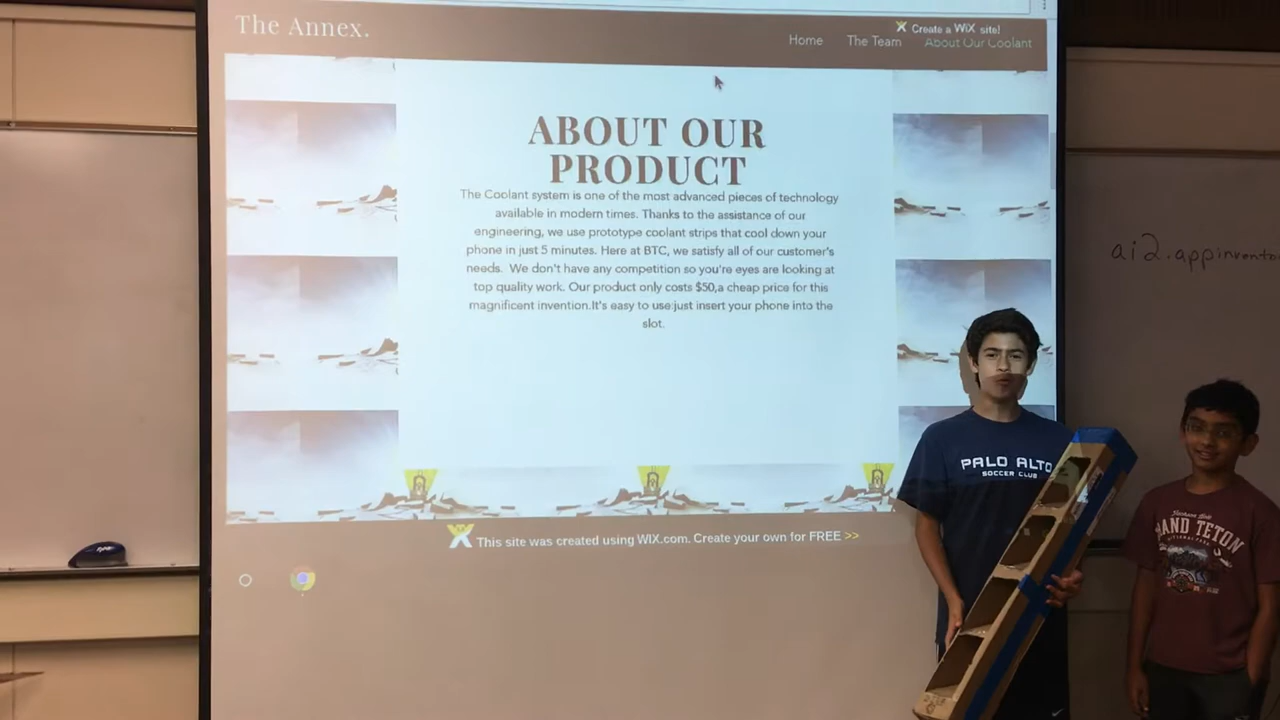 The Annex.
Create a WiX site!
Home The Team About Our Coolant
ABOUT OUR
PRODUCT
The Coolant system is one of the most advanced pieces of technology
available in modern times. Thanks to the assistance of our
engineering, we use prototype coolant strips that cool down your
phone in just 5 minutes. Here at BTC, we satisfy all of our customer's
needs. We don't have any competition so you're eyes are looking at
top quality work. Our product only costs $50,a cheap price for this
magnificent invention.It's easy to use:just insert your phone into the
slot.
This site was created using WIX.com. Create your own for FREE >>
ai2.appinvento
PALO ALTO
SOCCER CLUB
AND TETON
NATIONAL PARK